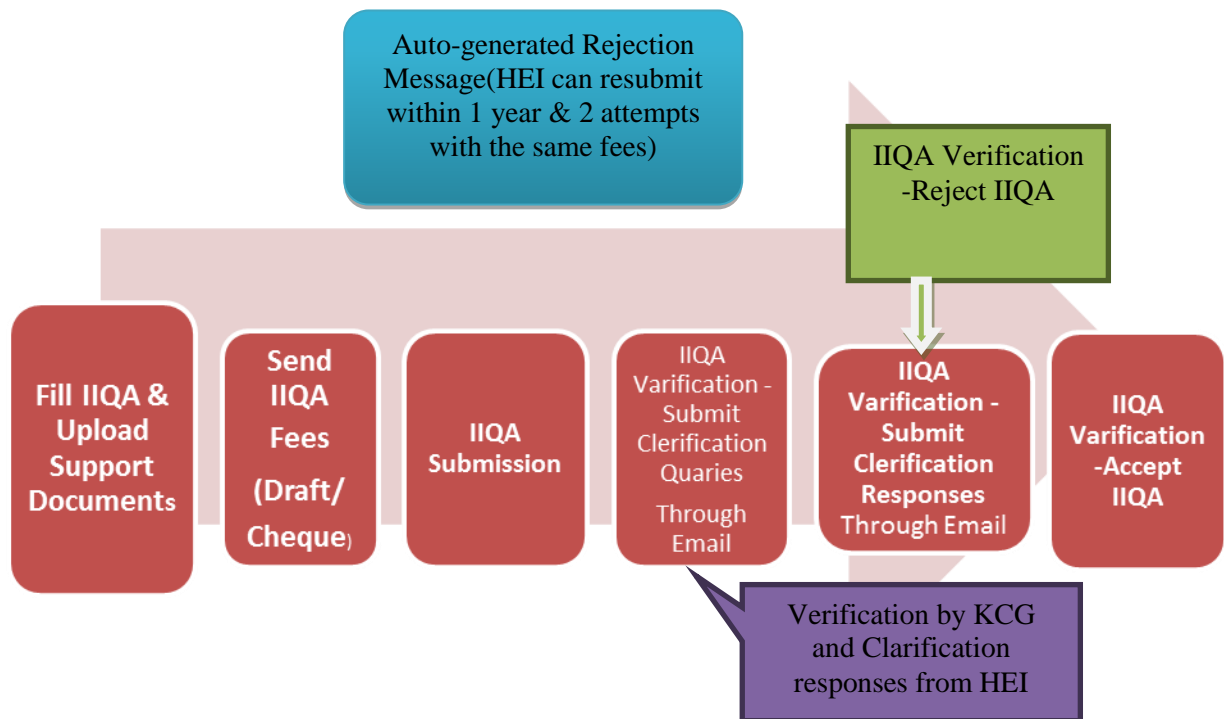 Auto-generated Rejection
Message(HEI can resubmit
within 1 year & 2 attempts
with the same fees)
IIQA Verification
-Reject IIQA
Fill IIQA &
Upload
Support
Documents
Send
IIQA
Fees
(Draft/
Cheque)
IIQA
Submission
IIQA
Varification -
Submit
Clerification
Quaries
Through
Email
IIQA
Varification -
Submit
Clerification
Responses
Through Email
IIQA
Varification
-Accept
IIQA
Verification by KCG
and Clarification
responses from HEI